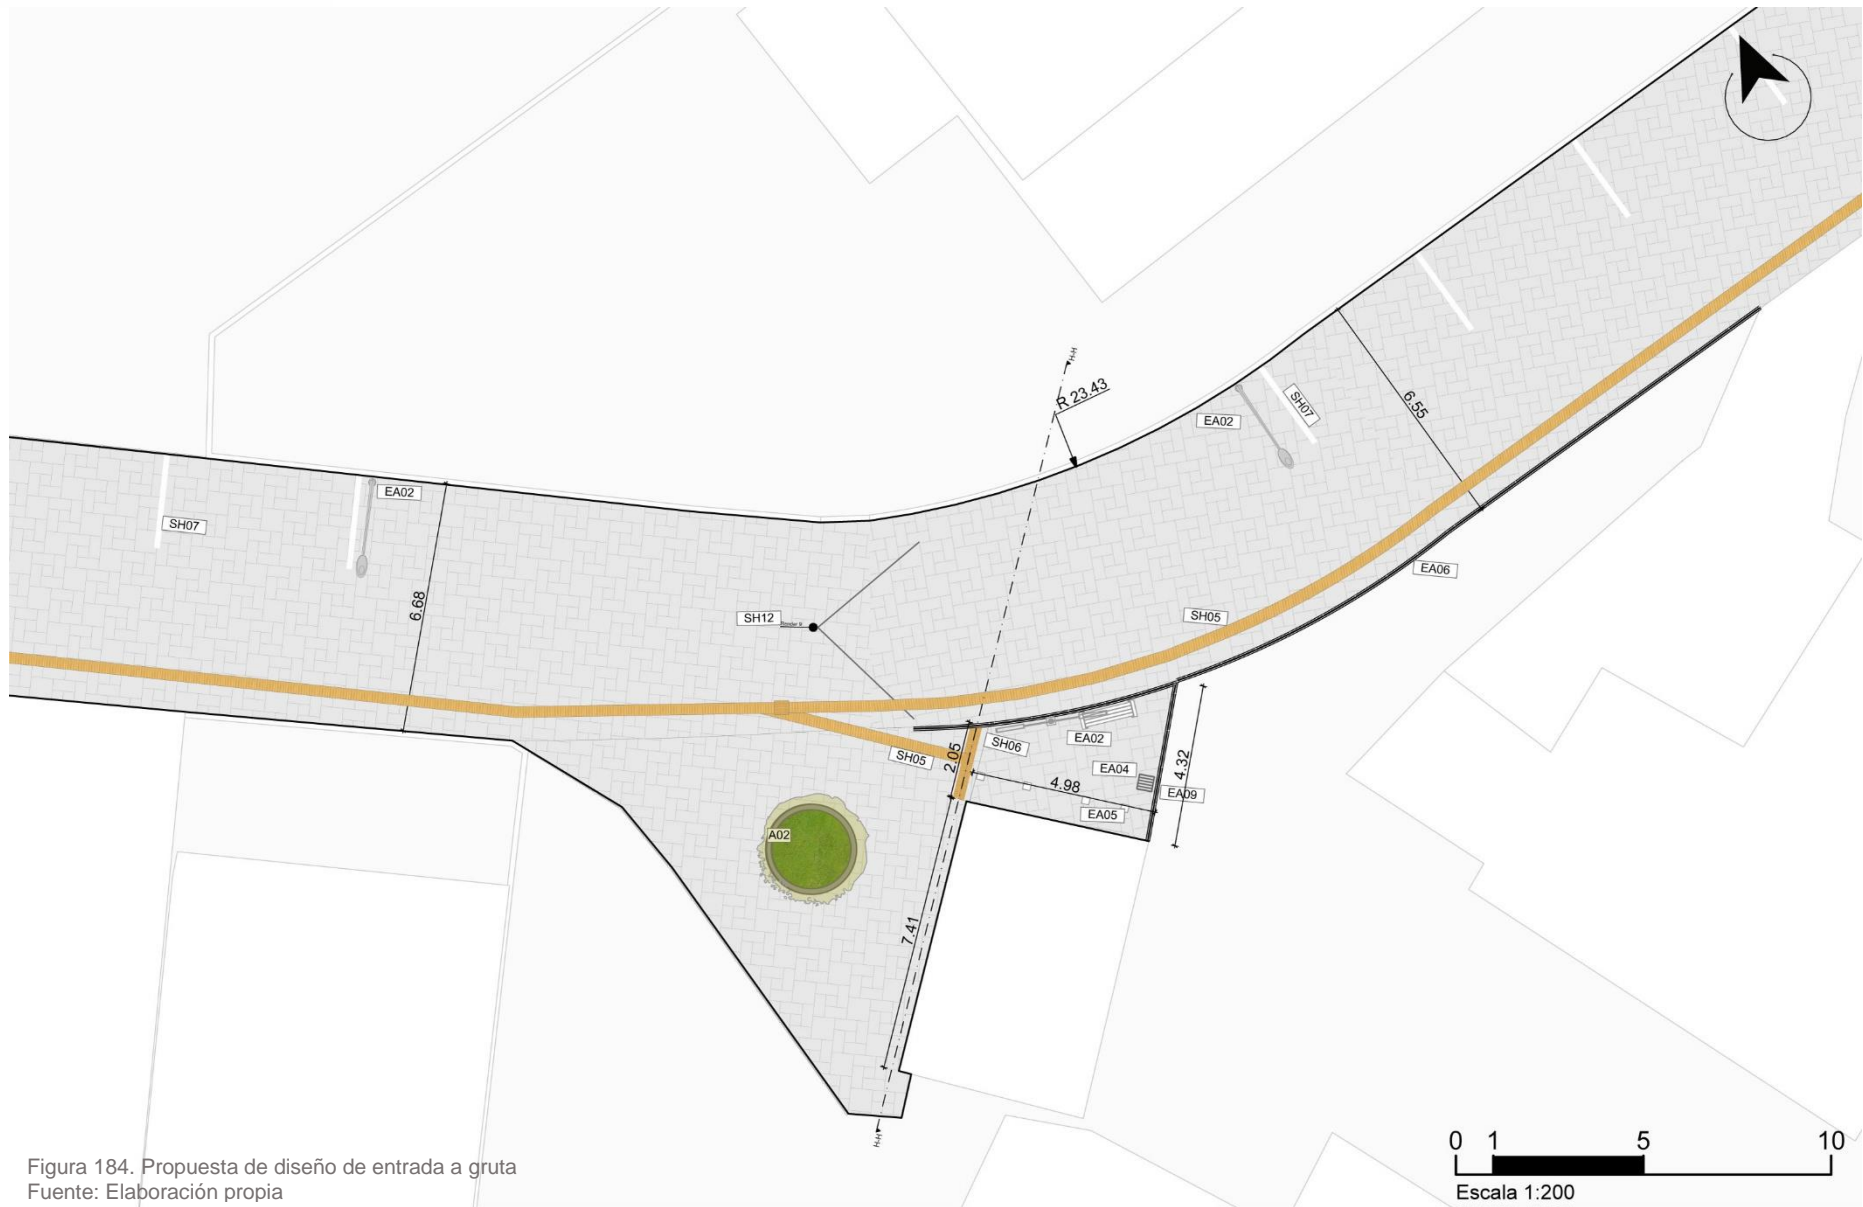 H-H
R 23.43
EA02
SH07
6.55
EA02
SH07
6.68
EA06
SH12
SH05
SH05
SH06
EA02
2.05
4.98
EA04
4.32
EA09
EA05
A02
7.41
H-H
0 1 5 10
Escala 1:200
Figura 184. Propuesta de diseño de entrada a gruta
Fuente: Elaboración propia